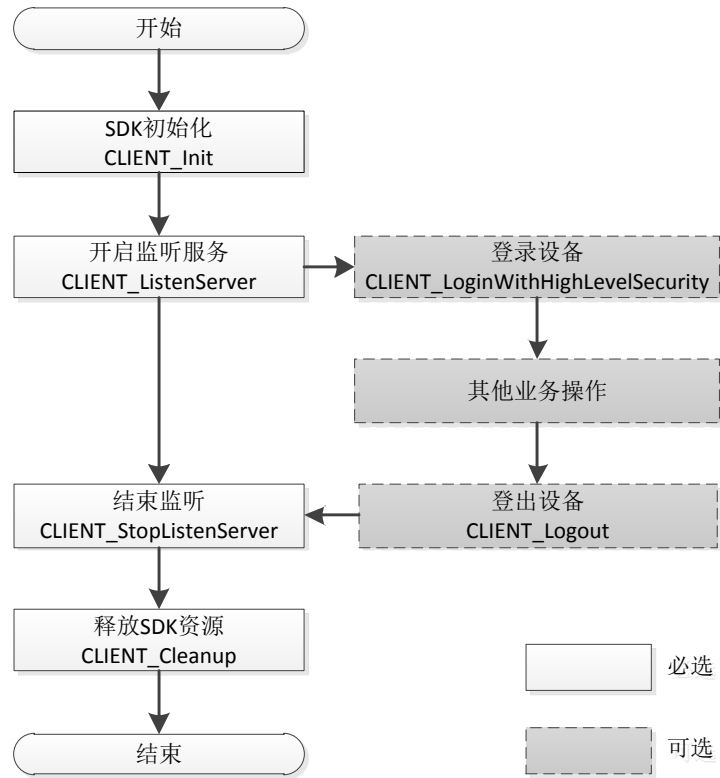 开始
SDK初始化
CLIENT_Init
开启监听服务
CLIENT_ListenServer
登录设备
CLIENT_LoginWithHighLevelSecurity
其他业务操作
登出设备
CLIENT_Logout
结束监听
CLIENT_StopListenServer
释放SDK资源
CLIENT_Cleanup
结束
必选
可选